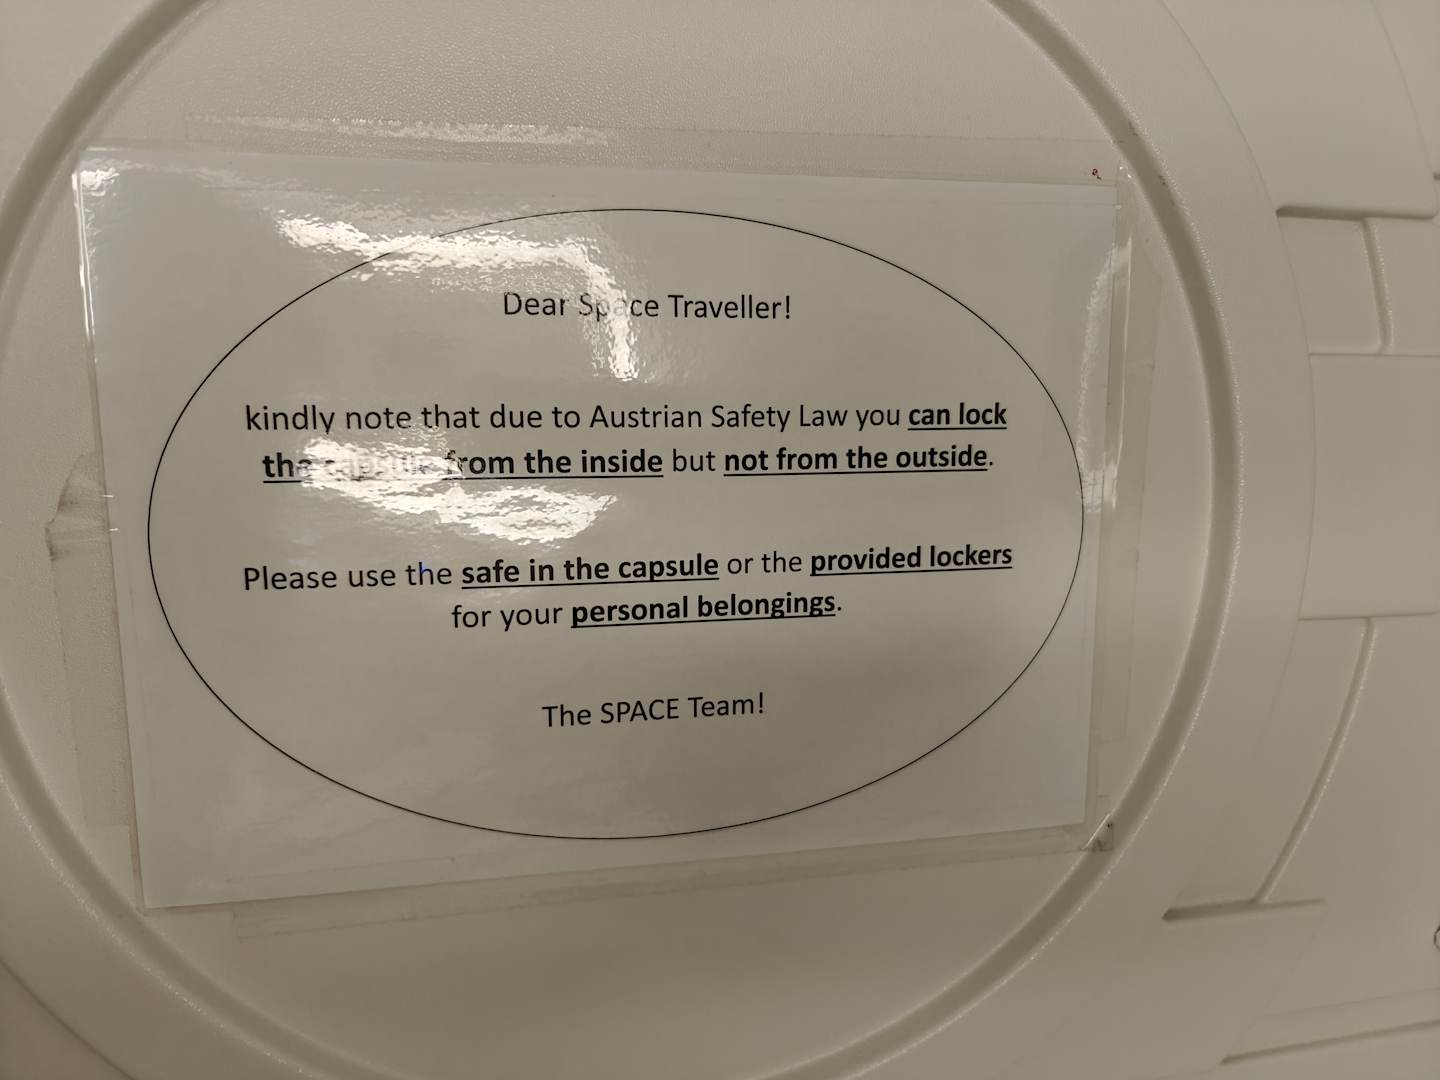 Dear Space Traveller!
kindly note that due to Austrian Safety Law you can lock
the capsule from the inside but not from the outside.
Please use the safe in the capsule or the provided lockers
for your personal belongings.
The SPACE Team!